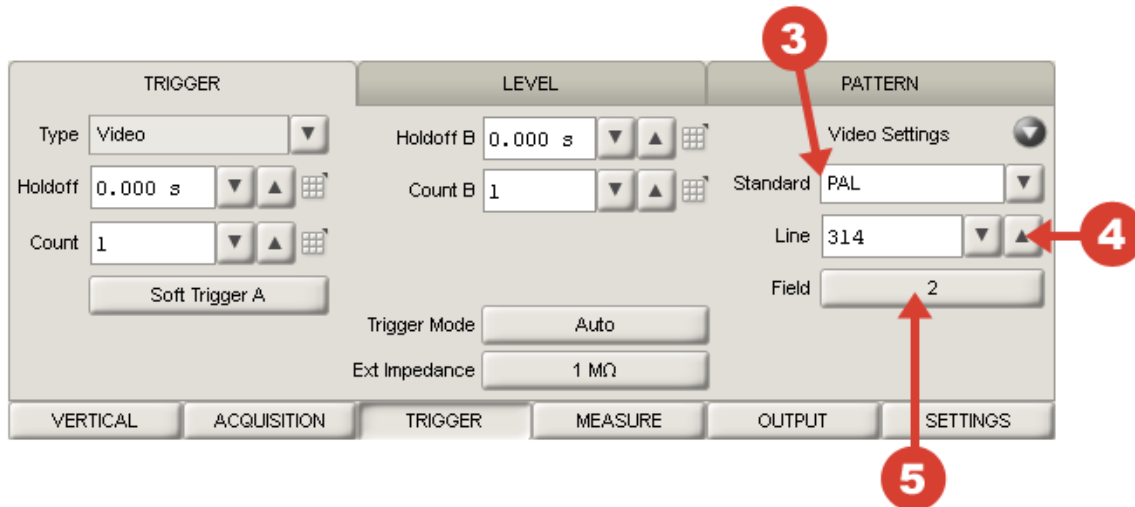 3
TRIGGER LEVEL PATTERN
Type Video Holdoff B 0.000 s Video Settings
Holdoff 0.000 s Count B 1 Standard PAL
Count 1 Line 314 4
Soft Trigger A Field 2
Trigger Mode Auto
Ext Impedance 1 MΩ
VERTICAL ACQUISITION TRIGGER MEASURE OUTPUT SETTINGS
5